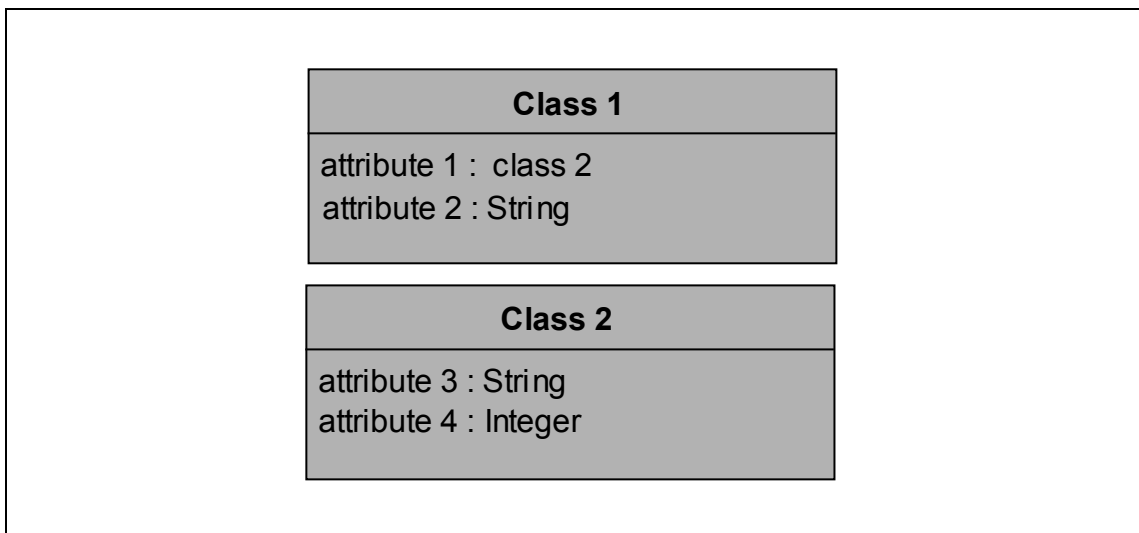 Class 1
attribute 1 : class 2
attribute 2 : String
Class 2
attribute 3 : String
attribute 4 : Integer